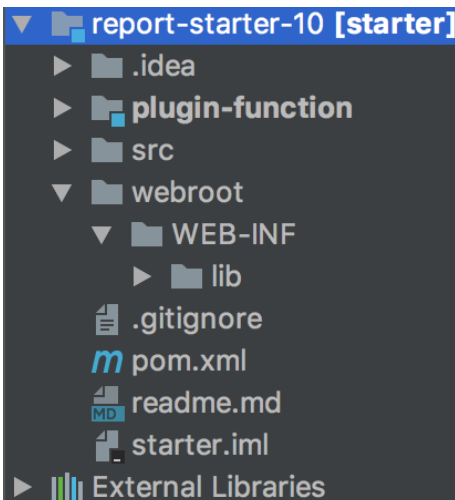 report-starter-10 [starter]
.idea
plugin-function
src
webroot
WEB-INF
lib
.gitignore
m pom.xml
MD readme.md
starter.iml
External Libraries